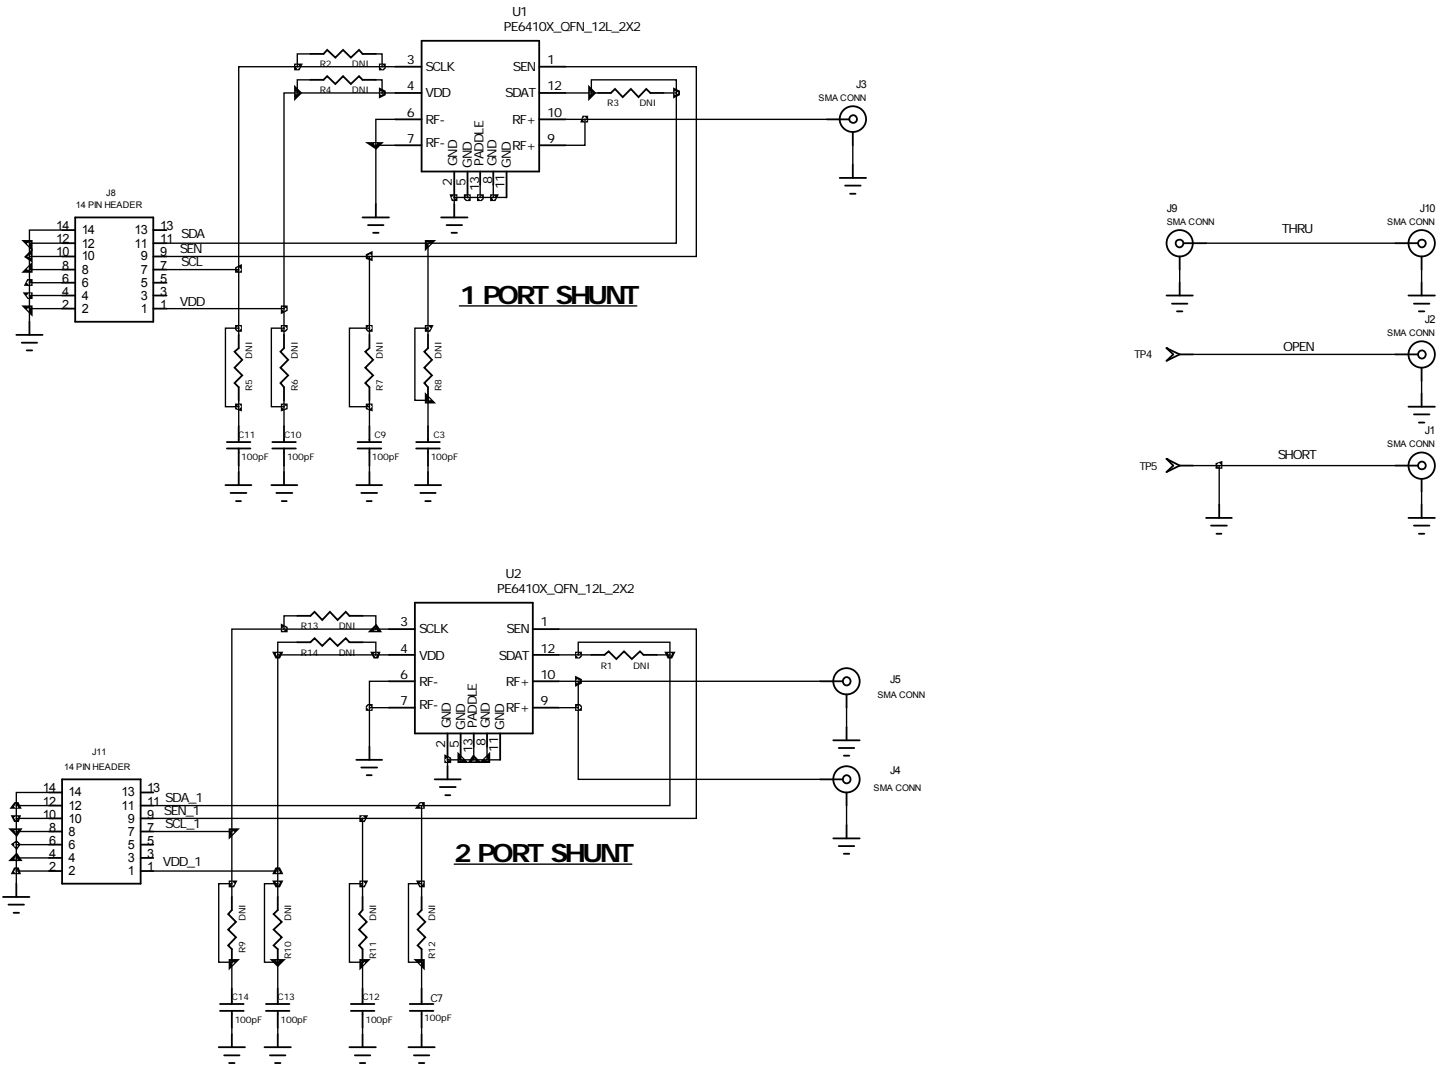 U1
PE6410X_QFN_12L_2X2
R2 DNI
R4 DNI
3 SCLK
4 VDD
6 RF-
7 RF-
SEN 1
SDAT 12
RF+ 10
RF+ 9
GND GND PADDLE GND GND
2 5 13 8 11
R3 DNI
J3
SMA CONN
J8
14 PIN HEADER
14 14 13 13
12 12 11 11 SDA
10 10 9 9 SEN
8 8 7 7 SCL
6 6 5 5
4 4 3 3
2 2 1 1 VDD
1 PORT SHUNT
R5 DNI
R6 DNI
R7 DNI
R8 DNI
C11
100pF
C10
100pF
C9
100pF
C3
100pF
J9
SMA CONN
THRU
J10
SMA CONN
TP4
OPEN
J2
SMA CONN
TP5
SHORT
J1
SMA CONN
U2
PE6410X_QFN_12L_2X2
R13 DNI
R14 DNI
3 SCLK
4 VDD
6 RF-
7 RF-
SEN 1
SDAT 12
RF+ 10
RF+ 9
GND GND PADDLE GND GND
2 5 13 8 11
R1 DNI
J5
SMA CONN
J4
SMA CONN
J11
14 PIN HEADER
14 14 13 13
12 12 11 11 SDA_1
10 10 9 9 SEN_1
8 8 7 7 SCL_1
6 6 5 5
4 4 3 3
2 2 1 1 VDD_1
2 PORT SHUNT
R9 DNI
R10 DNI
R11 DNI
R12 DNI
C14
100pF
C13
100pF
C12
100pF
C7
100pF